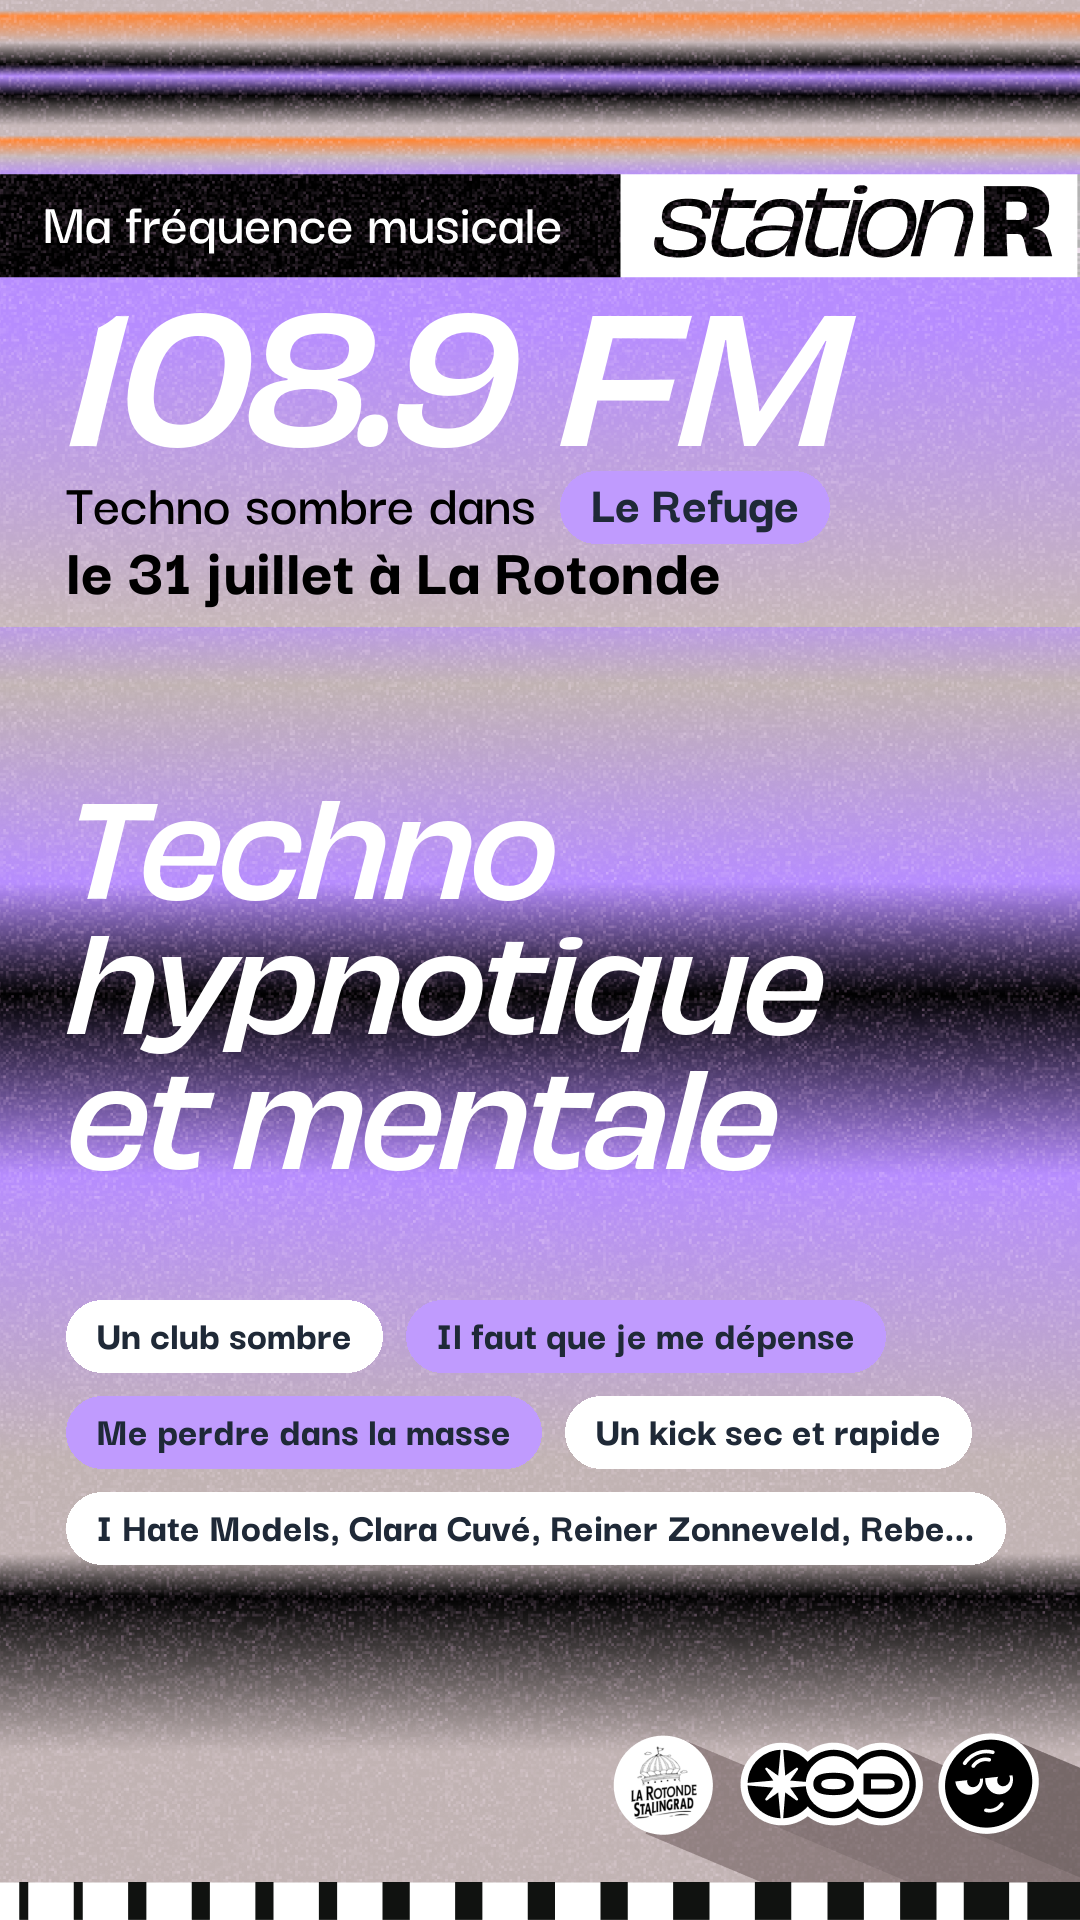 Ma fréquence musicale
stationR
108.9 FM
Techno sombre dans Le Refuge
le 31 juillet à La Rotonde
Techno
hypnotique
et mentale
Un club sombre
Il faut que je me dépense
Me perdre dans la masse
Un kick sec et rapide
I Hate Models, Clara Cuvé, Reiner Zonneveld, Rebe...
LA ROTONDE
STALINGRAD
OD